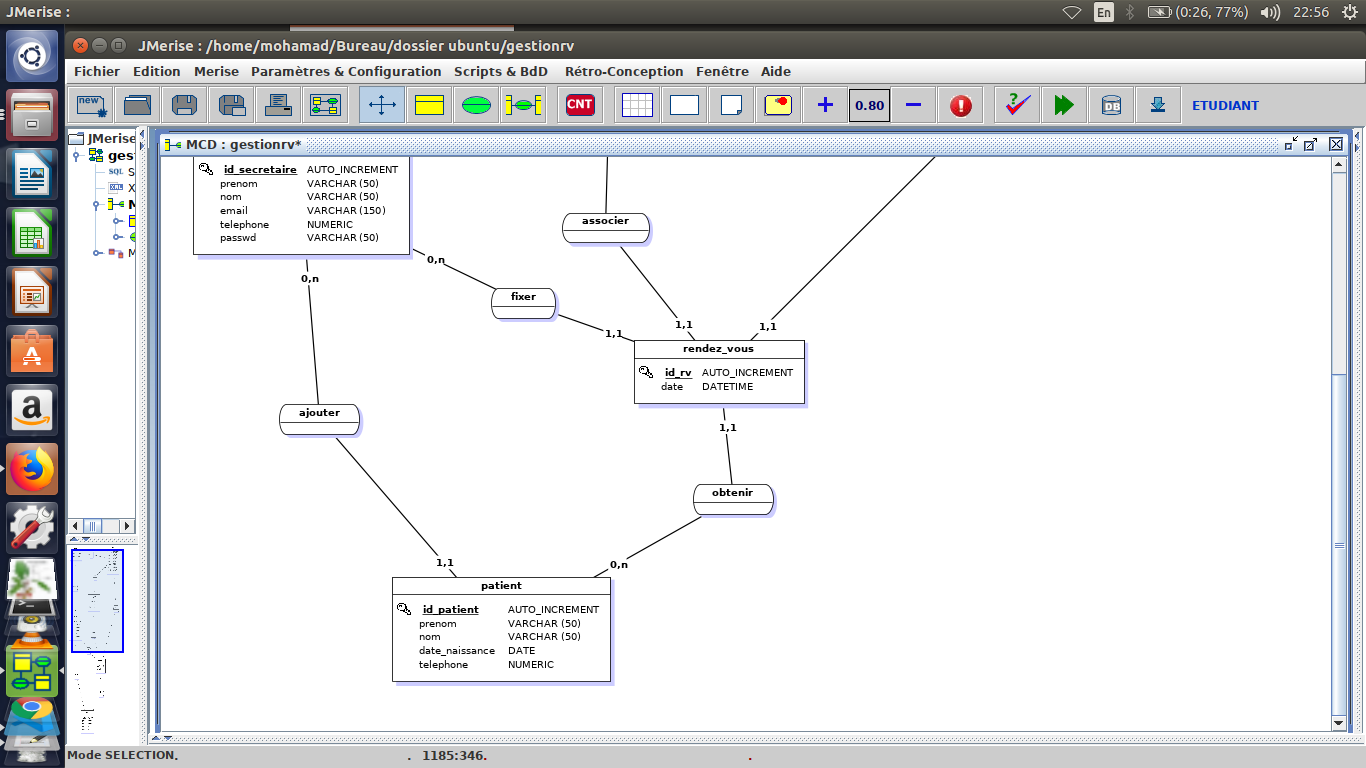 JMerise :
En
(0:26, 77%)
22:56
JMerise : /home/mohamad/Bureau/dossier ubuntu/gestionrv
Fichier Edition Merise Paramètres & Configuration Scripts & BdD Rétro-Conception Fenêtre Aide
new
CNT
0.80
DB
ETUDIANT
JMerise
ges
SQL S
XML X
M
M
MCD : gestionrv*
id_secretaire AUTO_INCREMENT
prenom VARCHAR (50)
nom VARCHAR (50)
email VARCHAR (150)
telephone NUMERIC
passwd VARCHAR (50)
associer
0,n
0,n
fixer
1,1
1,1
1,1
rendez_vous
id_rv AUTO_INCREMENT
date DATETIME
ajouter
1,1
obtenir
1,1
0,n
patient
id_patient AUTO_INCREMENT
prenom VARCHAR (50)
nom VARCHAR (50)
date_naissance DATE
telephone NUMERIC
Mode SELECTION. . 1185:346. .